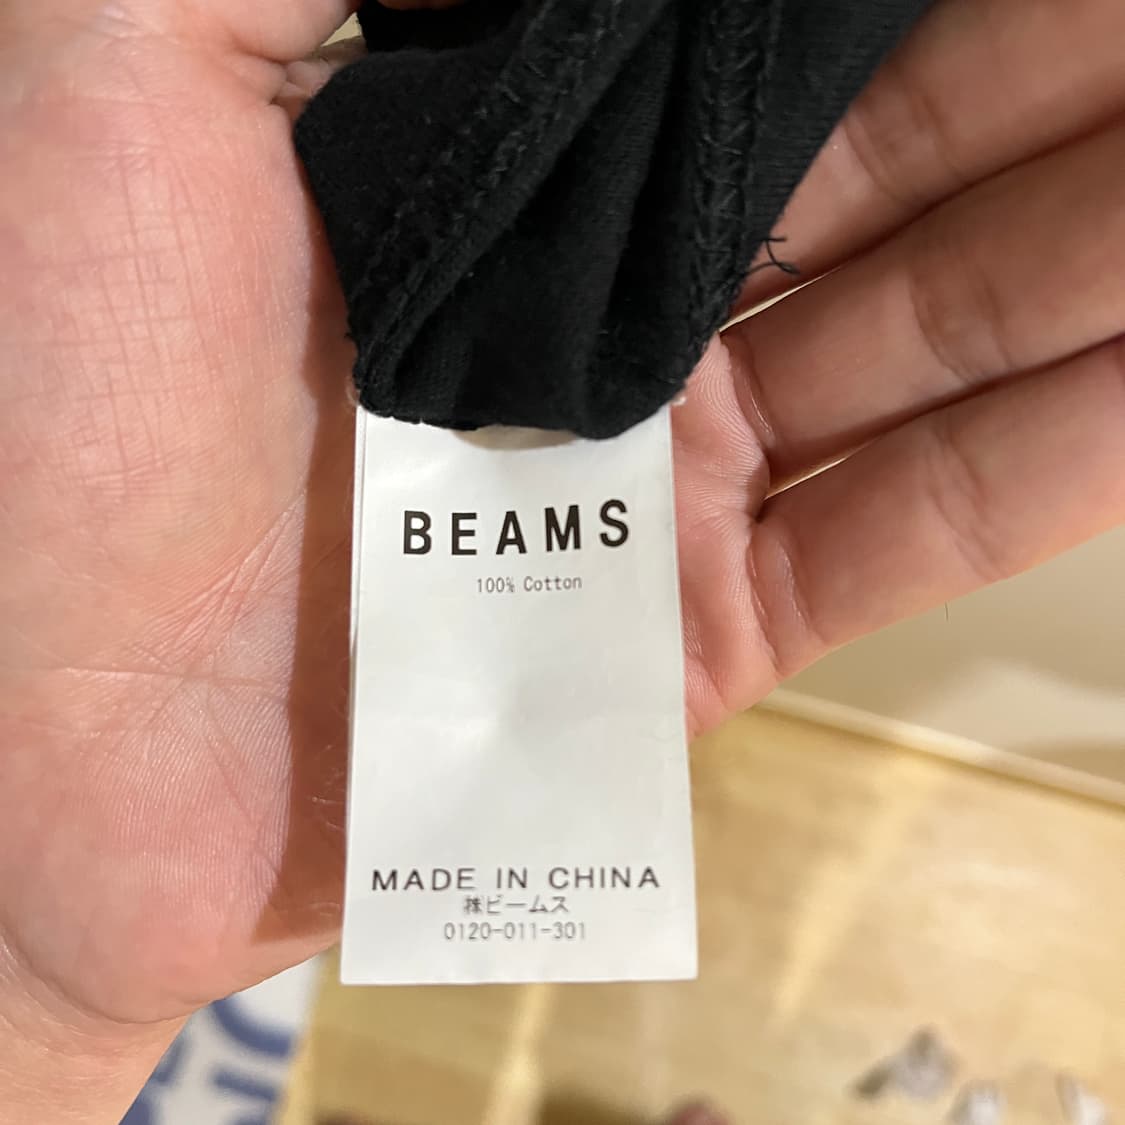 BEAMS
100% Cotton
MADE IN CHINA
㈱ビームス
0120-011-301